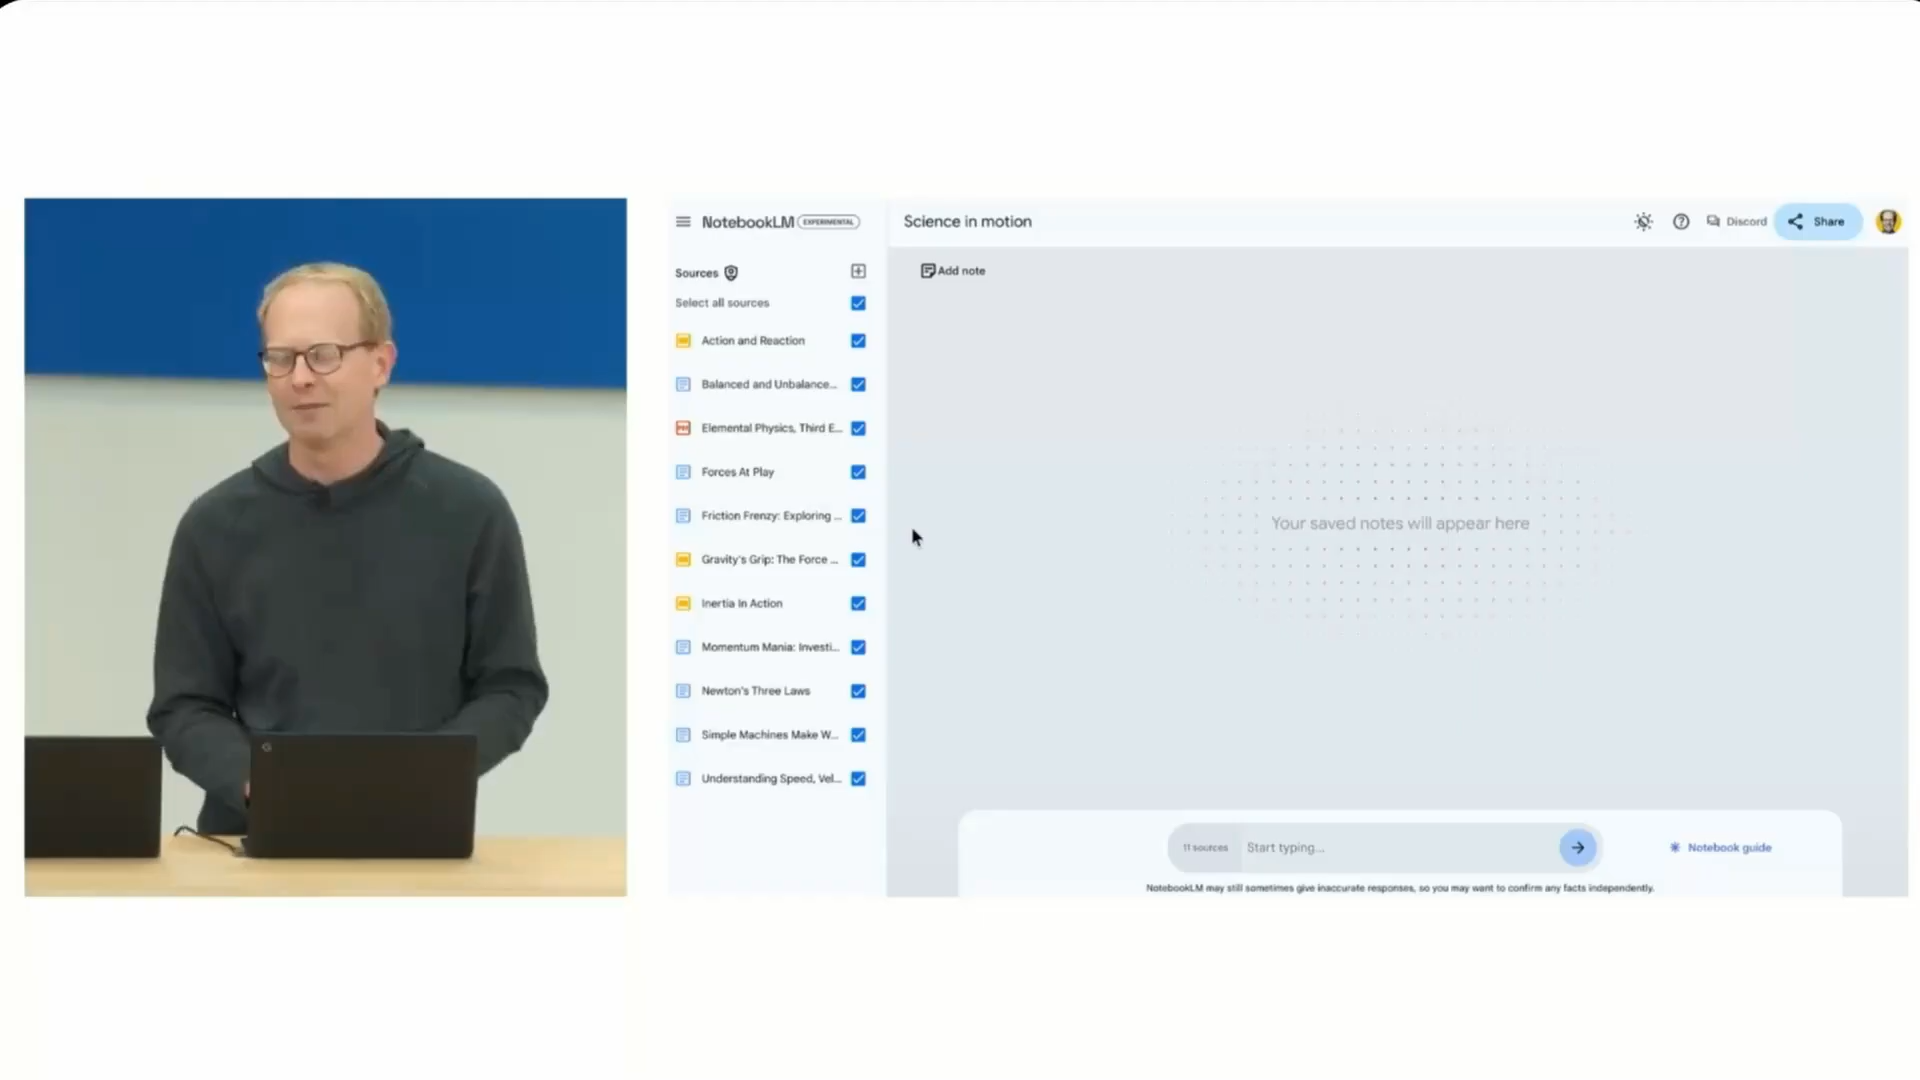 NotebookLM EXPERIMENTAL
Science in motion
Discord
Share
Sources
Add note
Select all sources
Action and Reaction
Balanced and Unbalance...
Elemental Physics, Third E...
Forces At Play
Friction Frenzy: Exploring ...
Gravity's Grip: The Force ...
Inertia In Action
Momentum Mania: Investi...
Newton's Three Laws
Simple Machines Make W...
Understanding Speed, Vel...
Your saved notes will appear here
11 sources
Start typing...
Notebook guide
NotebookLM may still sometimes give inaccurate responses, so you may want to confirm any facts independently.